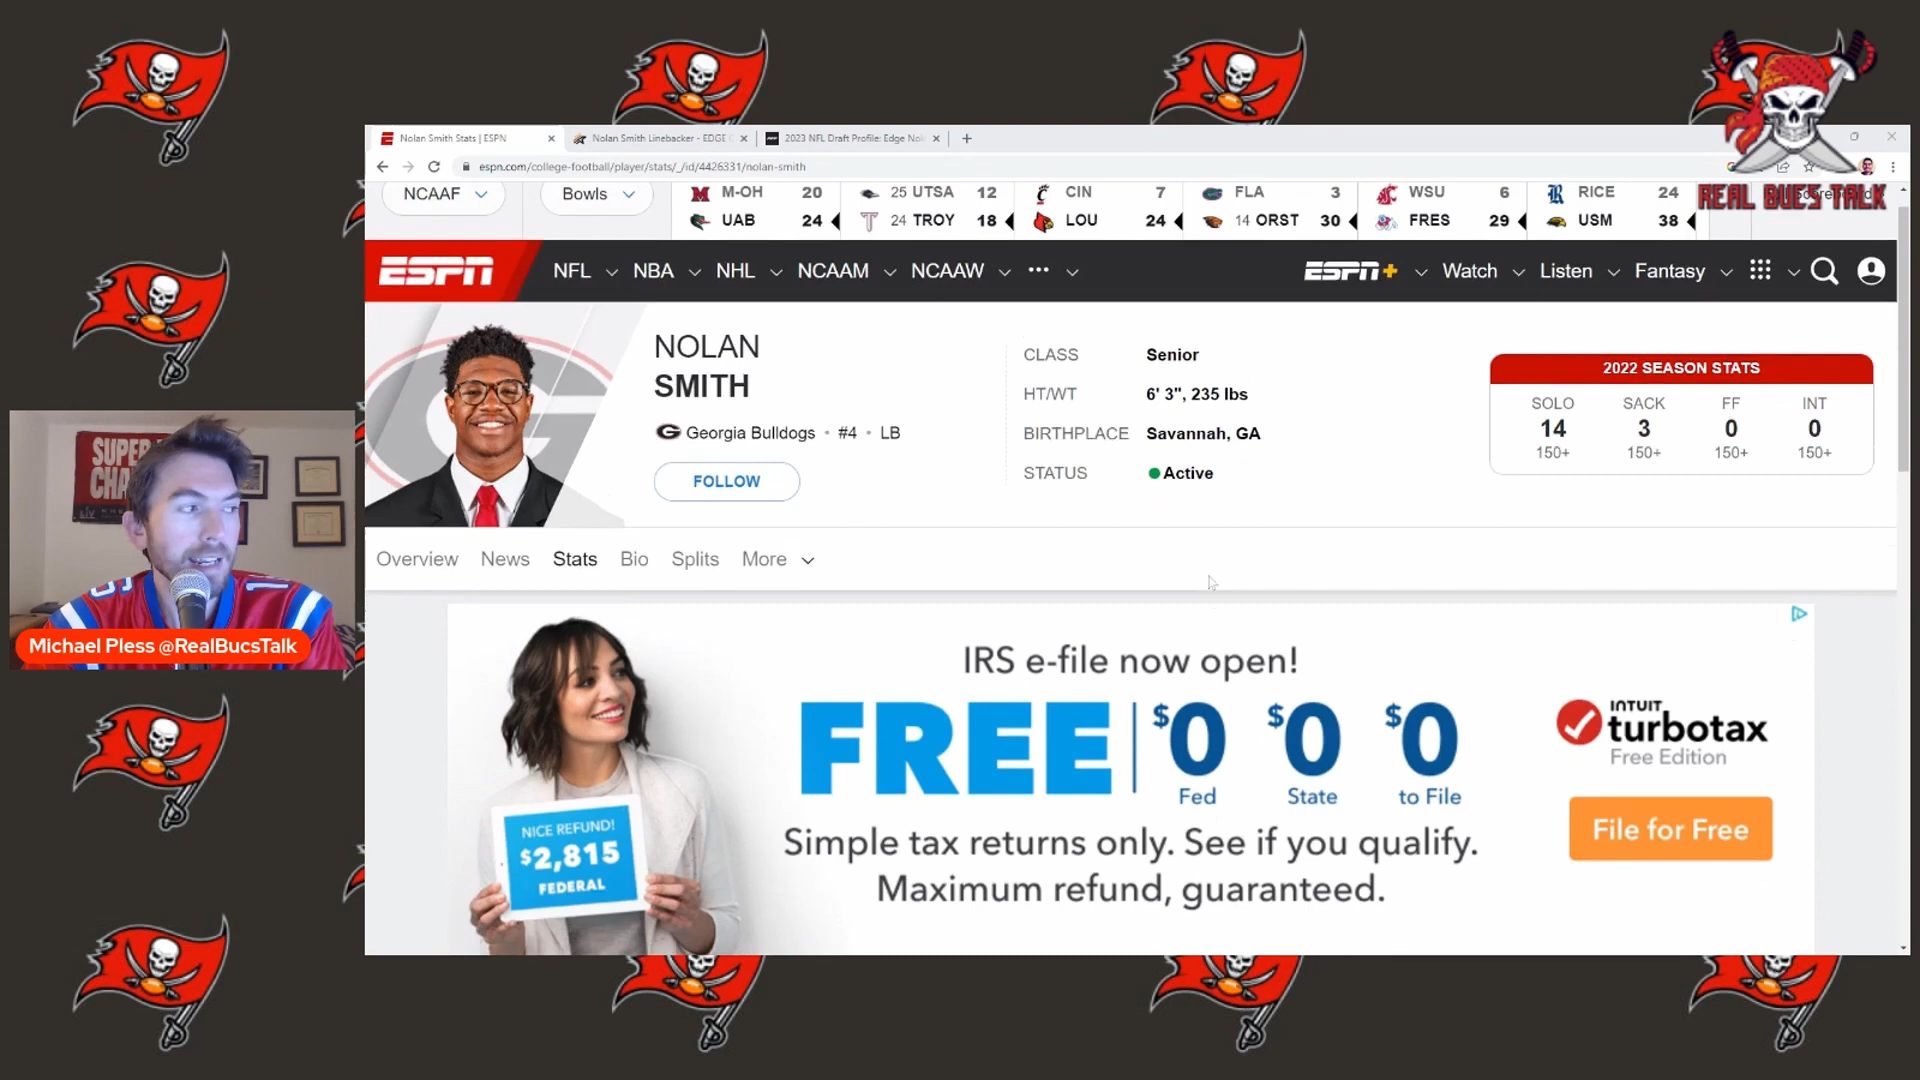 Nolan Smith Stats | ESPN
Nolan Smith Linebacker - EDGE
2023 NFL Draft Profile: Edge Nol
espn.com/college-football/player/stats/_/id/4426331/nolan-smith
NCAAF
Bowls
M-OH 20
UAB 24
25 UTSA 12
24 TROY 18
CIN 7
LOU 24
FLA 3
14 ORST 30
WSU 6
FRES 29
RICE 24
USM 38
REAL BUCS TALK
ESPN
NFL
NBA
NHL
NCAAM
NCAAW
ESPN+
Watch
Listen
Fantasy
NOLAN
SMITH
Georgia Bulldogs • #4 • LB
FOLLOW
CLASS Senior
HT/WT 6' 3", 235 lbs
BIRTHPLACE Savannah, GA
STATUS Active
2022 SEASON STATS
SOLO SACK FF INT
14 3 0 0
150+ 150+ 150+ 150+
SUPER
CHA
LIV
Michael Pless @RealBucsTalk
Overview News Stats Bio Splits More
IRS e-file now open!
FREE $0 $0 $0
Fed State to File
Simple tax returns only. See if you qualify.
Maximum refund, guaranteed.
INTUIT
turbotax
Free Edition
File for Free
NICE REFUND!
$2,815
FEDERAL